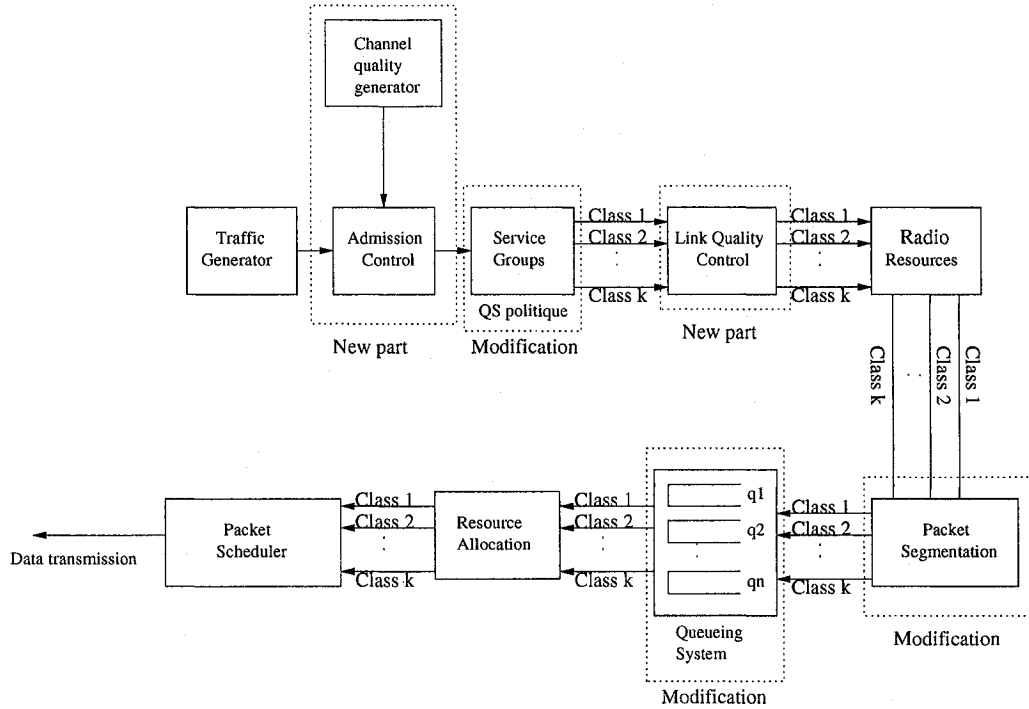 Channel
quality
generator
Traffic
Generator
Admission
Control
New part
Service
Groups
QS politique
Modification
Class 1
Class 2
Class k
Link Quality
Control
New part
Class 1
Class 2
Class k
Radio
Resources
Class k
Class 2
Class 1
Packet
Segmentation
Modification
Class 1
Class 2
Class k
q1
q2
qn
Queueing
System
Modification
Class 1
Class 2
Class k
Resource
Allocation
Class 1
Class 2
Class k
Packet
Scheduler
Data transmission